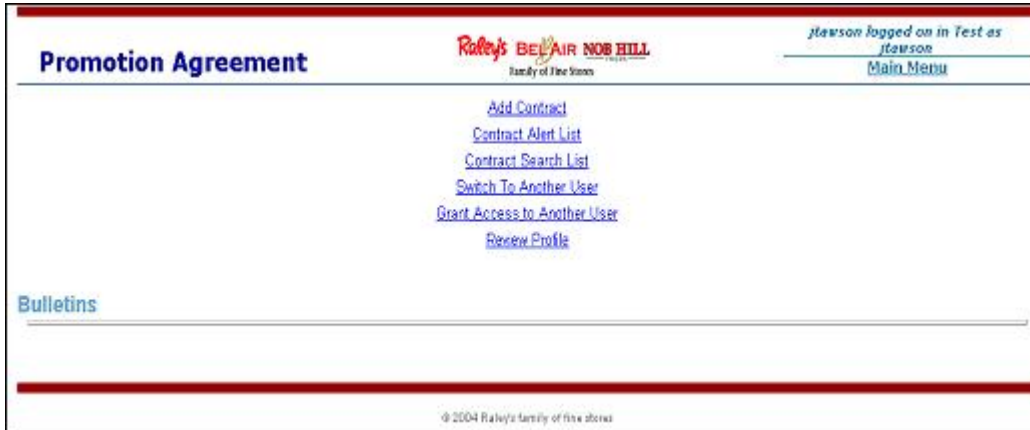 jtawson logged on in Test as
jtawson
Promotion Agreement
Raley's BEL AIR NOB HILL
Family of Fine Stores
Main Menu
Add Contract
Contract Alert List
Contract Search List
Switch To Another User
Grant Access to Another User
Review Profile
Bulletins
© 2004 Raley's family of fine stores